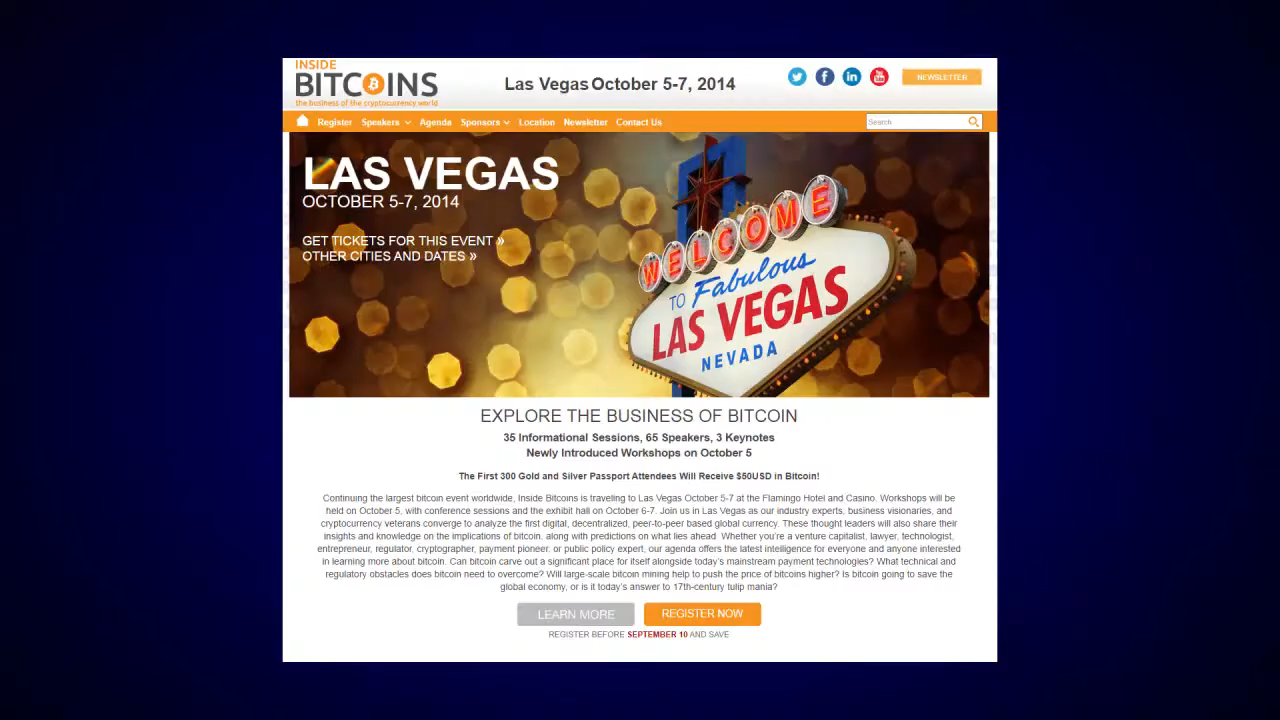 INSIDE
BITCOINS
the business of the cryptocurrency world
Las Vegas October 5-7, 2014
NEWSLETTER
Register Speakers Agenda Sponsors Location Newsletter Contact Us
Search
LAS VEGAS
OCTOBER 5-7, 2014
GET TICKETS FOR THIS EVENT »
OTHER CITIES AND DATES »
WELCOME
TO Fabulous
LAS VEGAS
NEVADA
EXPLORE THE BUSINESS OF BITCOIN
35 Informational Sessions, 65 Speakers, 3 Keynotes
Newly Introduced Workshops on October 5
The First 300 Gold and Silver Passport Attendees Will Receive $50USD in Bitcoin!
Continuing the largest bitcoin event worldwide, Inside Bitcoins is traveling to Las Vegas October 5-7 at the Flamingo Hotel and Casino. Workshops will be
held on October 5, with conference sessions and the exhibit hall on October 6-7. Join us in Las Vegas as our industry experts, business visionaries, and
cryptocurrency veterans converge to analyze the first digital, decentralized, peer-to-peer based global currency. These thought leaders will also share their
insights and knowledge on the implications of bitcoin, along with predictions on what lies ahead. Whether you're a venture capitalist, lawyer, technologist,
entrepreneur, regulator, cryptographer, payment pioneer, or public policy expert, our agenda offers the latest intelligence for everyone and anyone interested
in learning more about bitcoin. Can bitcoin carve out a significant place for itself alongside today's mainstream payment technologies? What technical and
regulatory obstacles does bitcoin need to overcome? Will large-scale bitcoin mining help to push the price of bitcoins higher? Is bitcoin going to save the
global economy, or is it today's answer to 17th-century tulip mania?
LEARN MORE REGISTER NOW
REGISTER BEFORE SEPTEMBER 10 AND SAVE